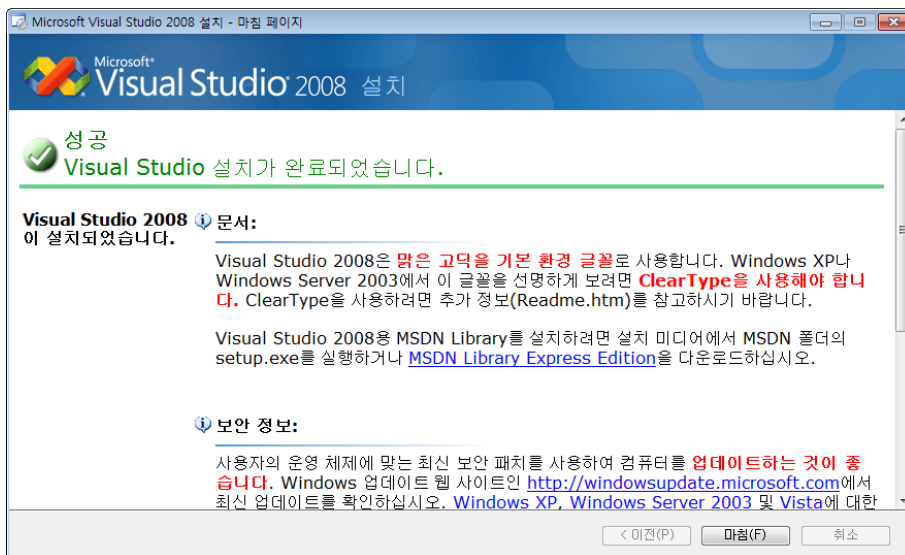 Microsoft Visual Studio 2008 설치 - 마침 페이지
Microsoft®
Visual Studio® 2008 설치
성공
Visual Studio 설치가 완료되었습니다.
Visual Studio 2008
이 설치되었습니다.
문서:
Visual Studio 2008은 맑은 고딕을 기본 환경 글꼴로 사용합니다. Windows XP나
Windows Server 2003에서 이 글꼴을 선명하게 보려면 ClearType을 사용해야 합니
다. ClearType을 사용하려면 추가 정보(Readme.htm)를 참고하시기 바랍니다.
Visual Studio 2008용 MSDN Library를 설치하려면 설치 미디어에서 MSDN 폴더의
setup.exe를 실행하거나 MSDN Library Express Edition을 다운로드하십시오.
보안 정보:
사용자의 운영 체제에 맞는 최신 보안 패치를 사용하여 컴퓨터를 업데이트하는 것이 좋
습니다. Windows 업데이트 웹 사이트인 http://windowsupdate.microsoft.com에서
최신 업데이트를 확인하십시오. Windows XP, Windows Server 2003 및 Vista에 대한
< 이전(P)
마침(F)
취소